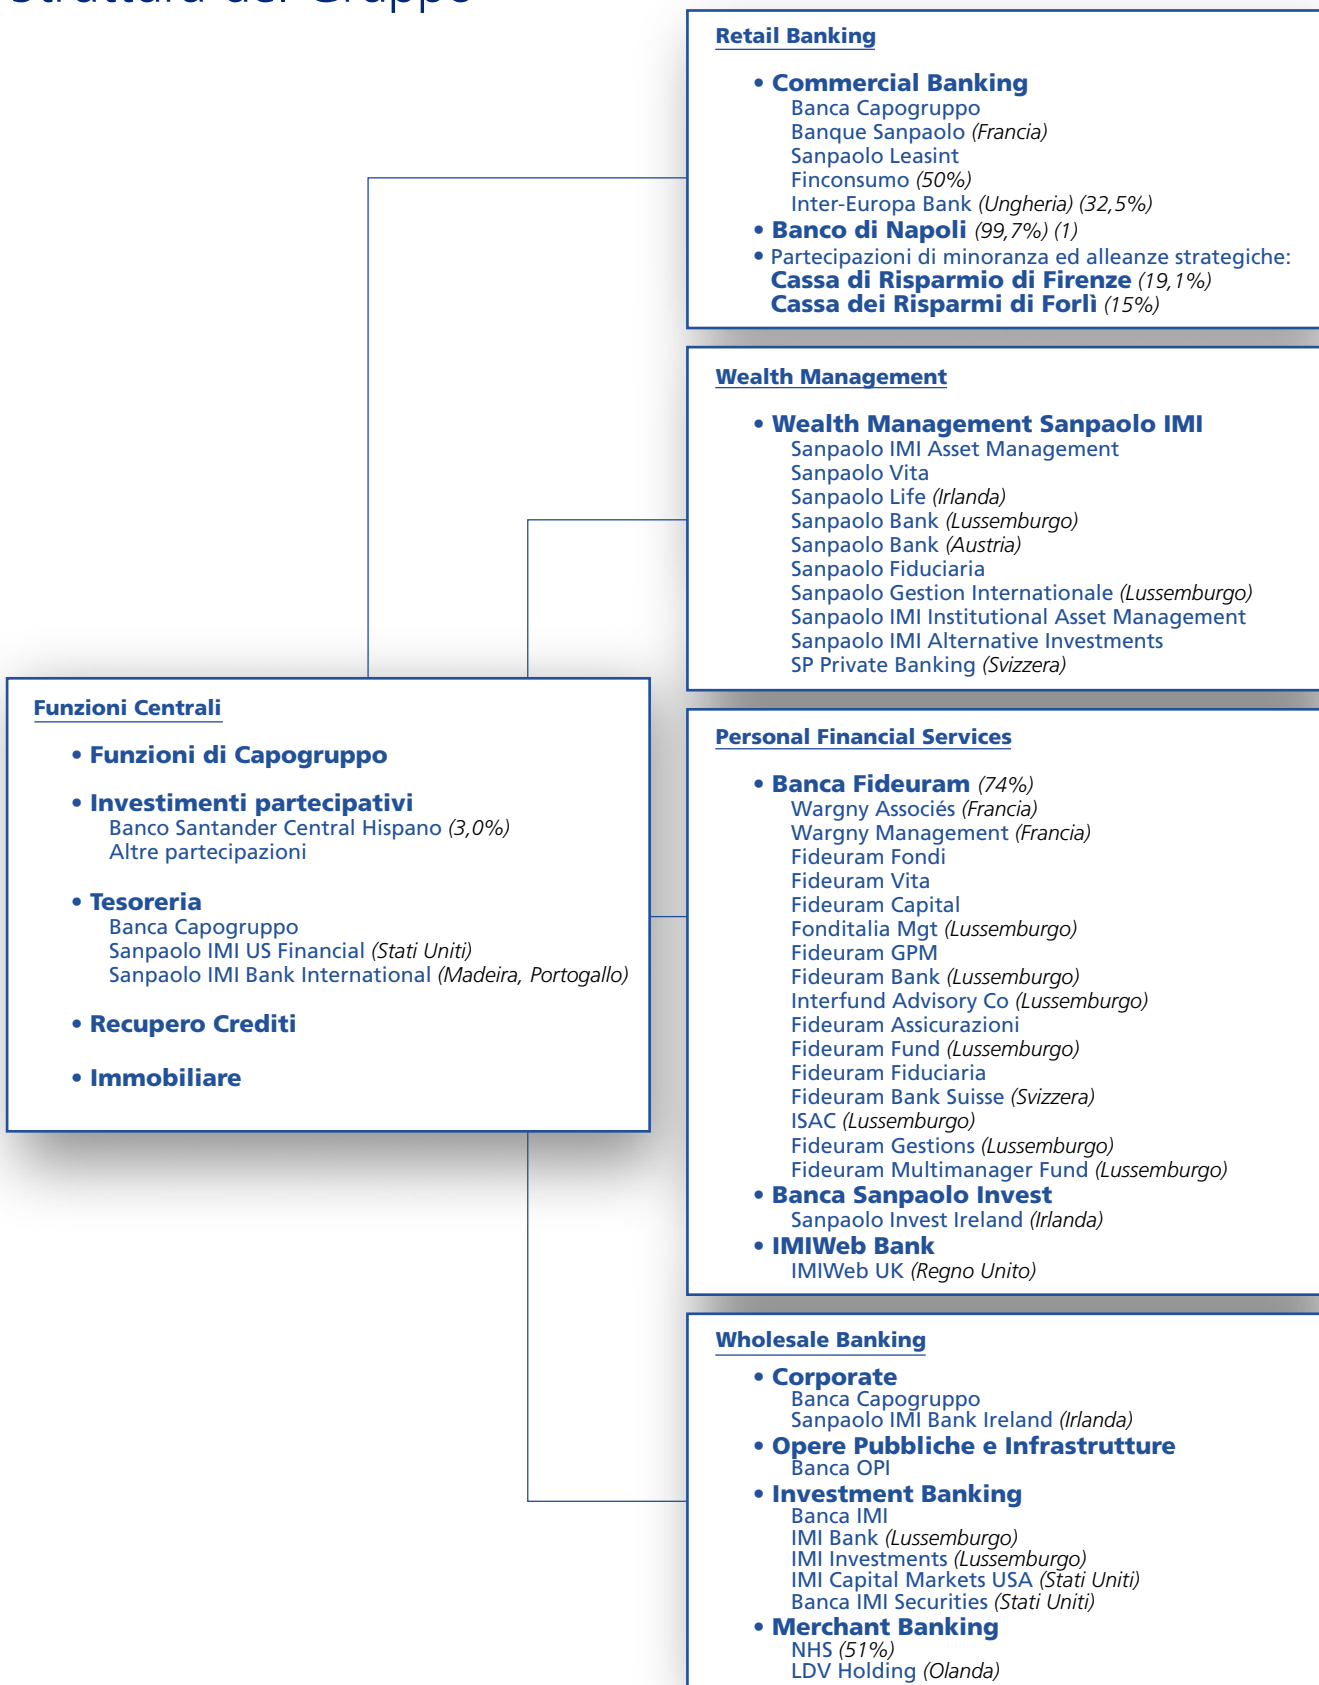 Struttura del Gruppo
Retail Banking
• Commercial Banking
Banca Capogruppo
Banque Sanpaolo (Francia)
Sanpaolo Leasint
Finconsumo (50%)
Inter-Europa Bank (Ungheria) (32,5%)
• Banco di Napoli (99,7%) (1)
• Partecipazioni di minoranza ed alleanze strategiche:
Cassa di Risparmio di Firenze (19,1%)
Cassa dei Risparmi di Forlì (15%)
Wealth Management
• Wealth Management Sanpaolo IMI
Sanpaolo IMI Asset Management
Sanpaolo Vita
Sanpaolo Life (Irlanda)
Sanpaolo Bank (Lussemburgo)
Sanpaolo Bank (Austria)
Sanpaolo Fiduciaria
Sanpaolo Gestion Internationale (Lussemburgo)
Sanpaolo IMI Institutional Asset Management
Sanpaolo IMI Alternative Investments
SP Private Banking (Svizzera)
Funzioni Centrali
• Funzioni di Capogruppo
• Investimenti partecipativi
Banco Santander Central Hispano (3,0%)
Altre partecipazioni
• Tesoreria
Banca Capogruppo
Sanpaolo IMI US Financial (Stati Uniti)
Sanpaolo IMI Bank International (Madeira, Portogallo)
• Recupero Crediti
• Immobiliare
Personal Financial Services
• Banca Fideuram (74%)
Wargny Associés (Francia)
Wargny Management (Francia)
Fideuram Fondi
Fideuram Vita
Fideuram Capital
Fonditalia Mgt (Lussemburgo)
Fideuram GPM
Fideuram Bank (Lussemburgo)
Interfund Advisory Co (Lussemburgo)
Fideuram Assicurazioni
Fideuram Fund (Lussemburgo)
Fideuram Fiduciaria
Fideuram Bank Suisse (Svizzera)
ISAC (Lussemburgo)
Fideuram Gestions (Lussemburgo)
Fideuram Multimanager Fund (Lussemburgo)
• Banca Sanpaolo Invest
Sanpaolo Invest Ireland (Irlanda)
• IMIWeb Bank
IMIWeb UK (Regno Unito)
Wholesale Banking
• Corporate
Banca Capogruppo
Sanpaolo IMI Bank Ireland (Irlanda)
• Opere Pubbliche e Infrastrutture
Banca OPI
• Investment Banking
Banca IMI
IMI Bank (Lussemburgo)
IMI Investments (Lussemburgo)
IMI Capital Markets USA (Stati Uniti)
Banca IMI Securities (Stati Uniti)
• Merchant Banking
NHS (51%)
LDV Holding (Olanda)